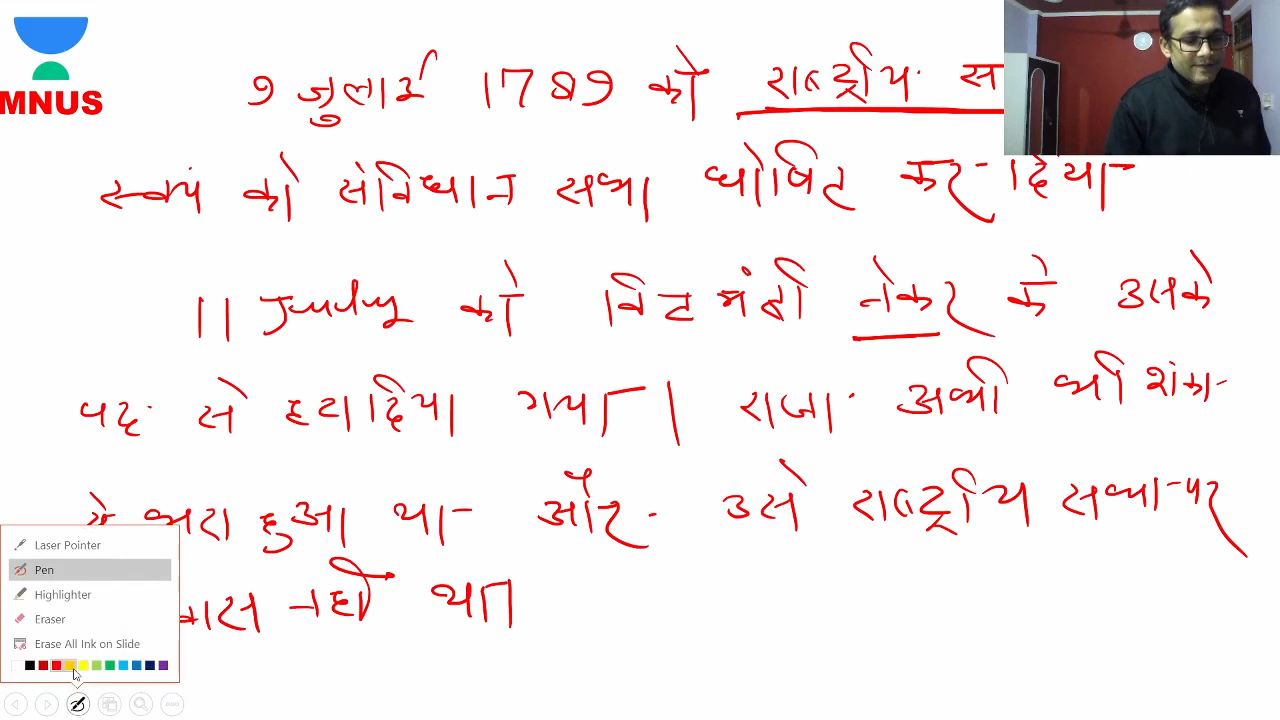 MNUS
9 जुलाई 1789 को राष्ट्रीय स
स्वयं को संविधान सभा घोषित कर दिया
11 July को वित्त मंत्री नेकर के उसके
पद से हटा दिया गया। राजा अभी भी शंका
से भरा हुआ था और उसे राष्ट्रीय सभा पर
नहीं था
Laser Pointer
Pen
Highlighter
Eraser
Erase All Ink on Slide